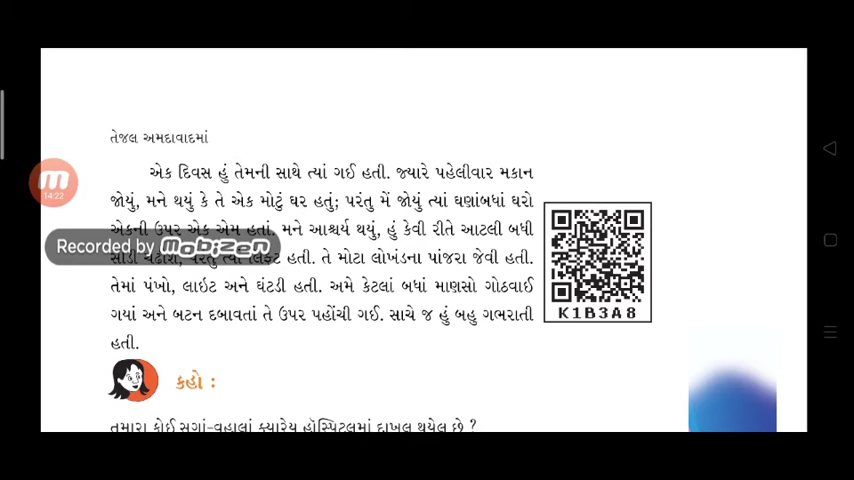 તેજલ અમદાવાદમાં
એક દિવસ હું તેમની સાથે ત્યાં ગઈ હતી. જ્યારે પહેલીવાર મકાન
જોયું, મને થયું કે તે એક મોટું ઘર હતું; પરંતુ મેં જોયું ત્યાં ઘણાંબધાં ઘરો
એકની ઉપર એક એમ હતાં. મને આશ્ચર્ય થયું, હું કેવી રીતે આટલી બધી
હતી. તે મોટા લોખંડના પાંજરા જેવી હતી.
તેમાં પંખો, લાઇટ અને ઘંટડી હતી. અમે કેટલાં બધાં માણસો ગોઠવાઈ
ગયાં અને બટન દબાવતાં તે ઉપર પહોંચી ગઈ. સાચે જ હું બહુ ગભરાતી
હતી.
K1B3A8
14:22
Recorded by mobizen
કહો :
તમારા કોઈ સગાં-વહાલાં ક્યારેય હૉસ્પિટલમાં દાખલ થયેલ છે ?